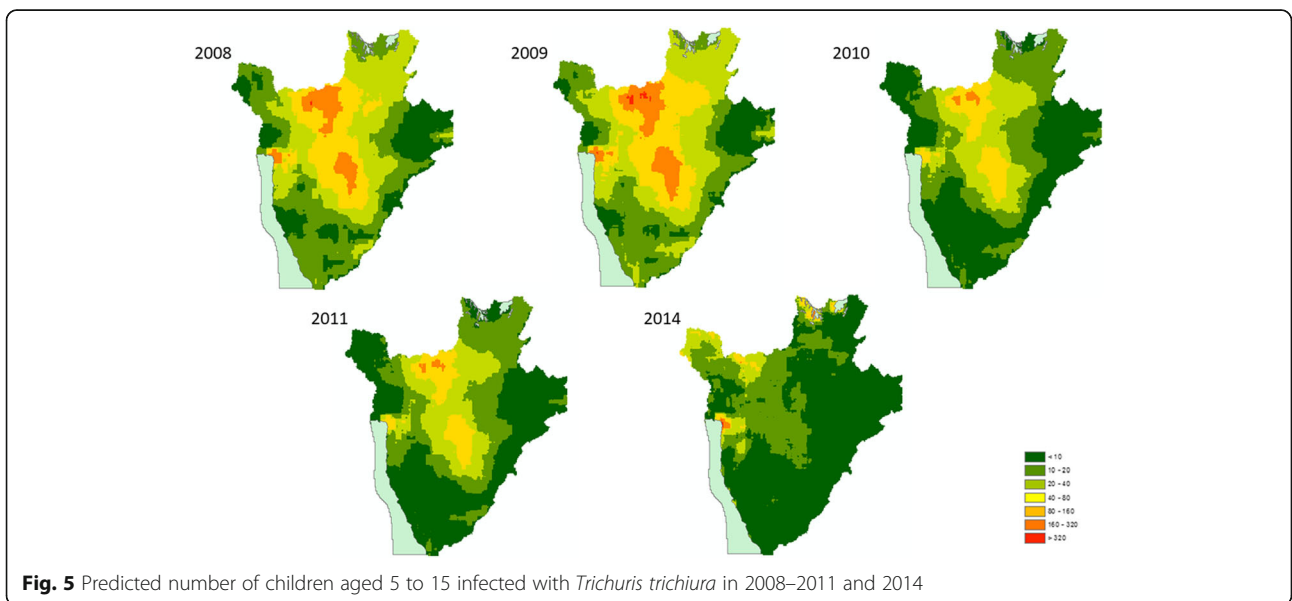 2008
2009
2010
2011
2014
< 10
10 - 20
20 - 40
40 - 80
80 - 160
160 - 320
> 320
Fig. 5 Predicted number of children aged 5 to 15 infected with Trichuris trichiura in 2008–2011 and 2014